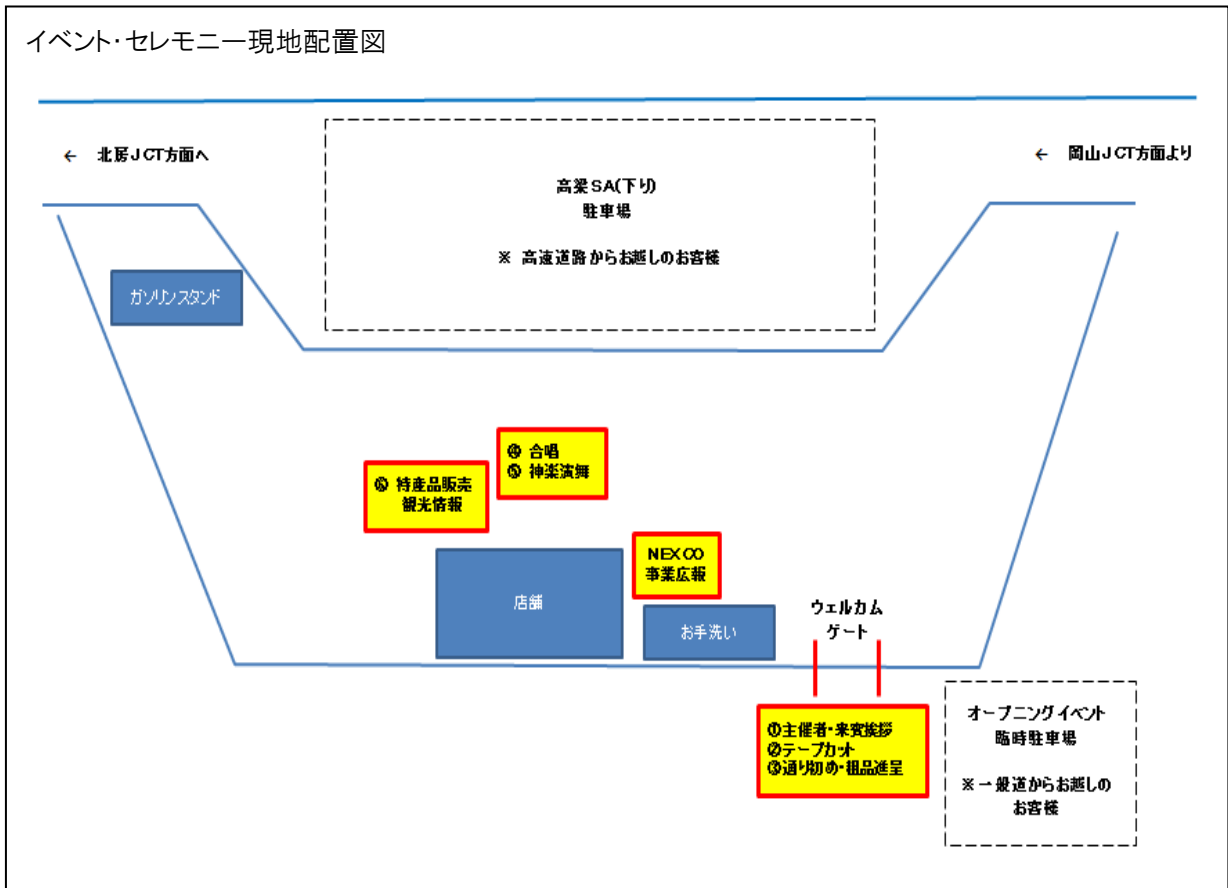 イベント・セレモニー現地配置図
← 北房JCT方面へ
← 岡山JCT方面より
高梁SA(下り)
駐車場
※ 高速道路からお越しのお客様
ガソリンスタンド
④ 合唱
⑤ 神楽演舞
⑥ 特産品販売
観光情報
NEXCO
事業広報
店舗
お手洗い
ウェルカム
ゲート
①主催者・来賓挨拶
②テープカット
③通り初め・粗品進呈
オープニングイベント
臨時駐車場
※一般道からお越しの
お客様